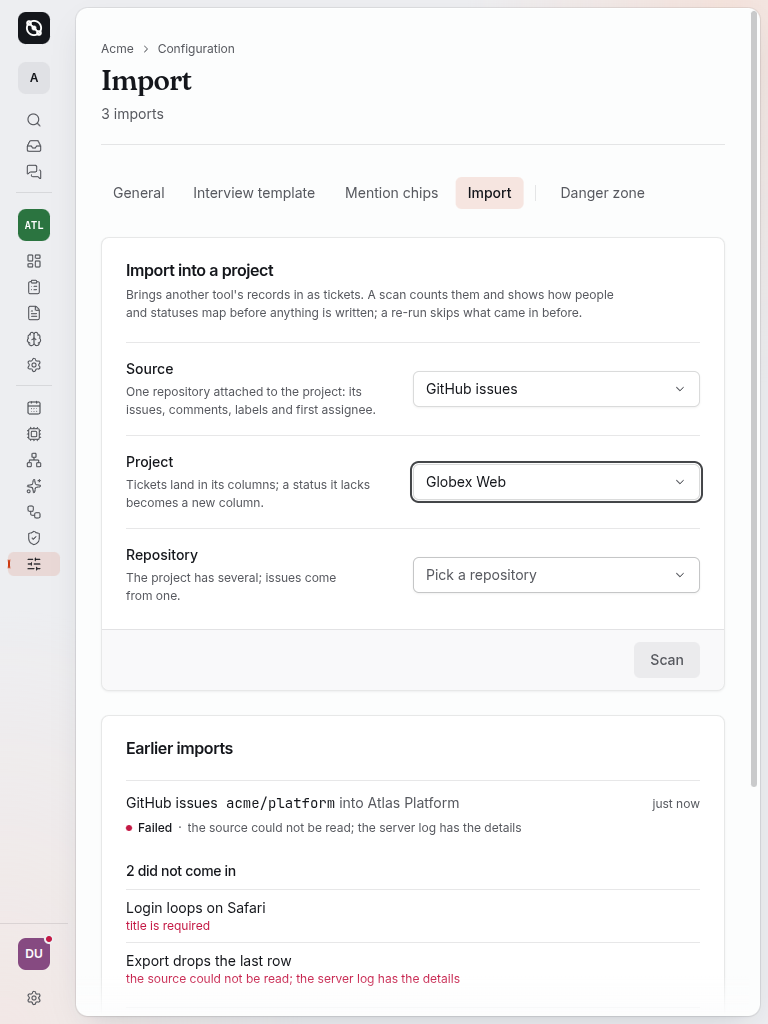 Acme
Configuration
Import
3 imports
A
General
Interview template
Mention chips
Import
Danger zone
ATL
Import into a project
Brings another tool's records in as tickets. A scan counts them and shows how people
and statuses map before anything is written; a re-run skips what came in before.
Source
One repository attached to the project: its
issues, comments, labels and first assignee.
GitHub issues
Project
Tickets land in its columns; a status it lacks
becomes a new column.
Globex Web
Repository
The project has several; issues come
from one.
Pick a repository
Scan
Earlier imports
GitHub issues acme/platform into Atlas Platform
just now
Failed · the source could not be read; the server log has the details
2 did not come in
Login loops on Safari
title is required
Export drops the last row
the source could not be read; the server log has the details
DU